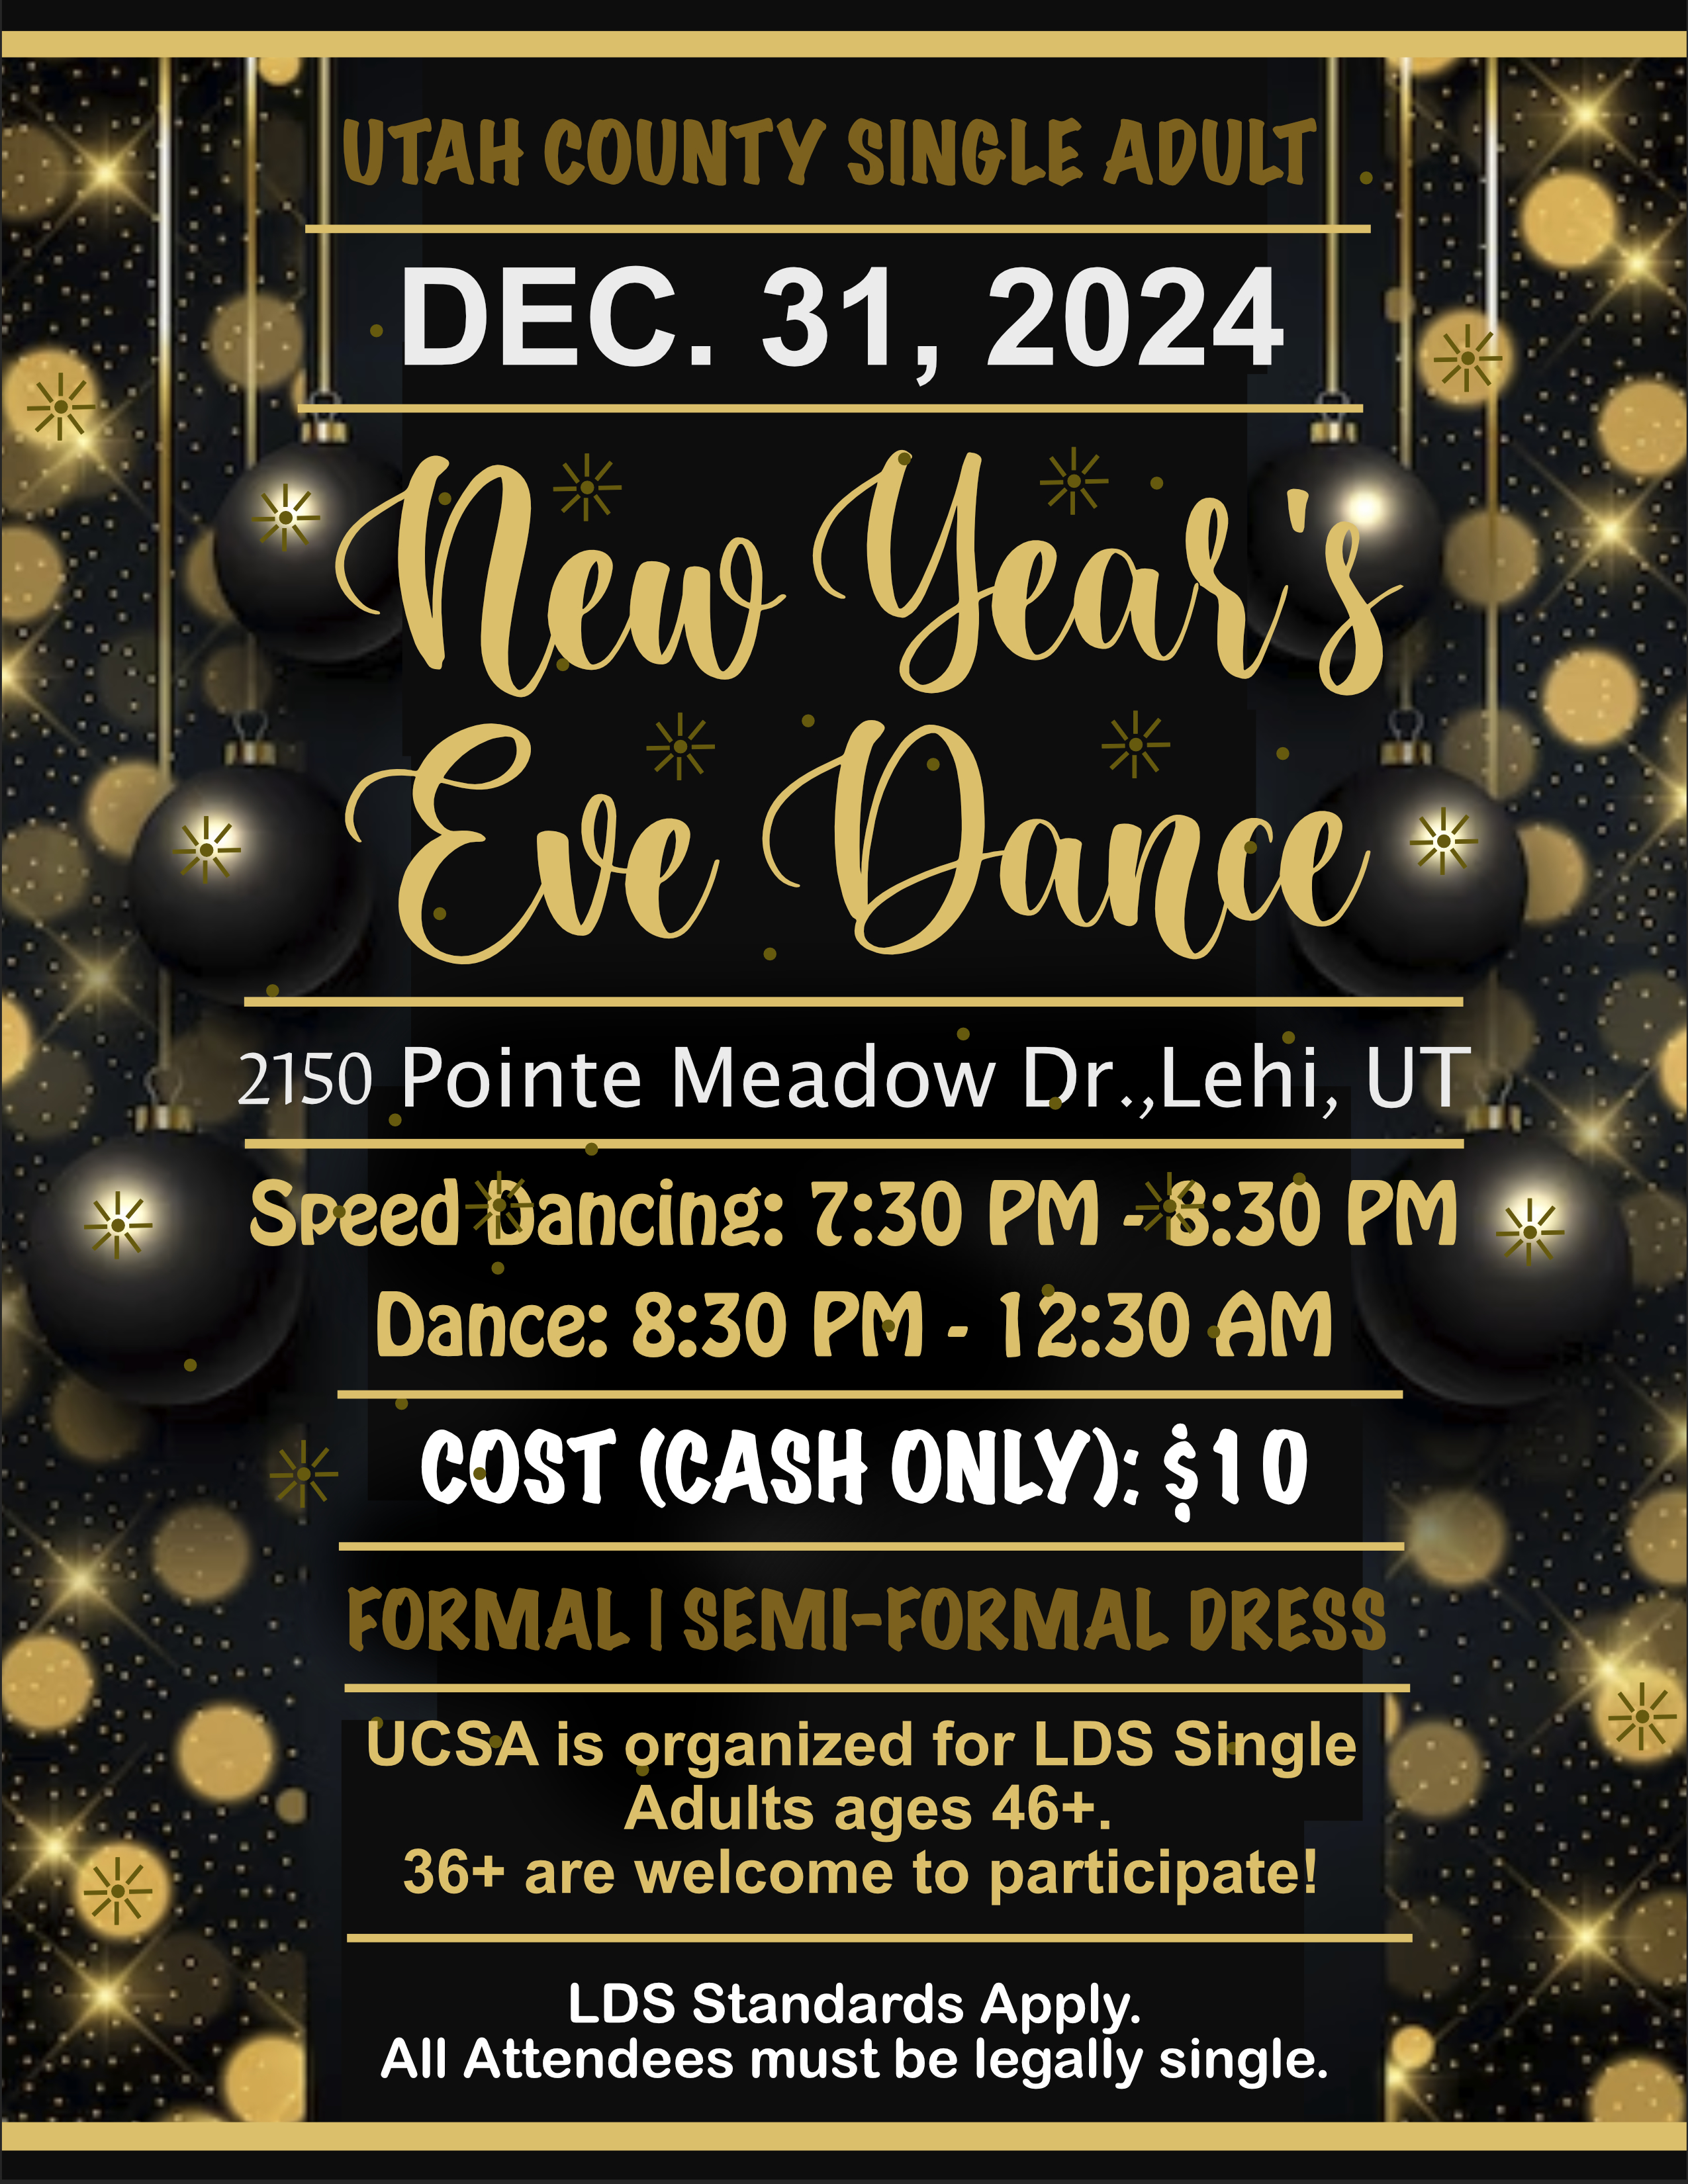 UTAH COUNTY SINGLE ADULT
DEC. 31, 2024
New Year's
Eve Dance
2150 Pointe Meadow Dr.,Lehi, UT
Speed Dancing: 7:30 PM - 8:30 PM
Dance: 8:30 PM - 12:30 AM
COST (CASH ONLY): $10
FORMAL | SEMI-FORMAL DRESS
UCSA is organized for LDS Single
Adults ages 46+.
36+ are welcome to participate!
LDS Standards Apply.
All Attendees must be legally single.